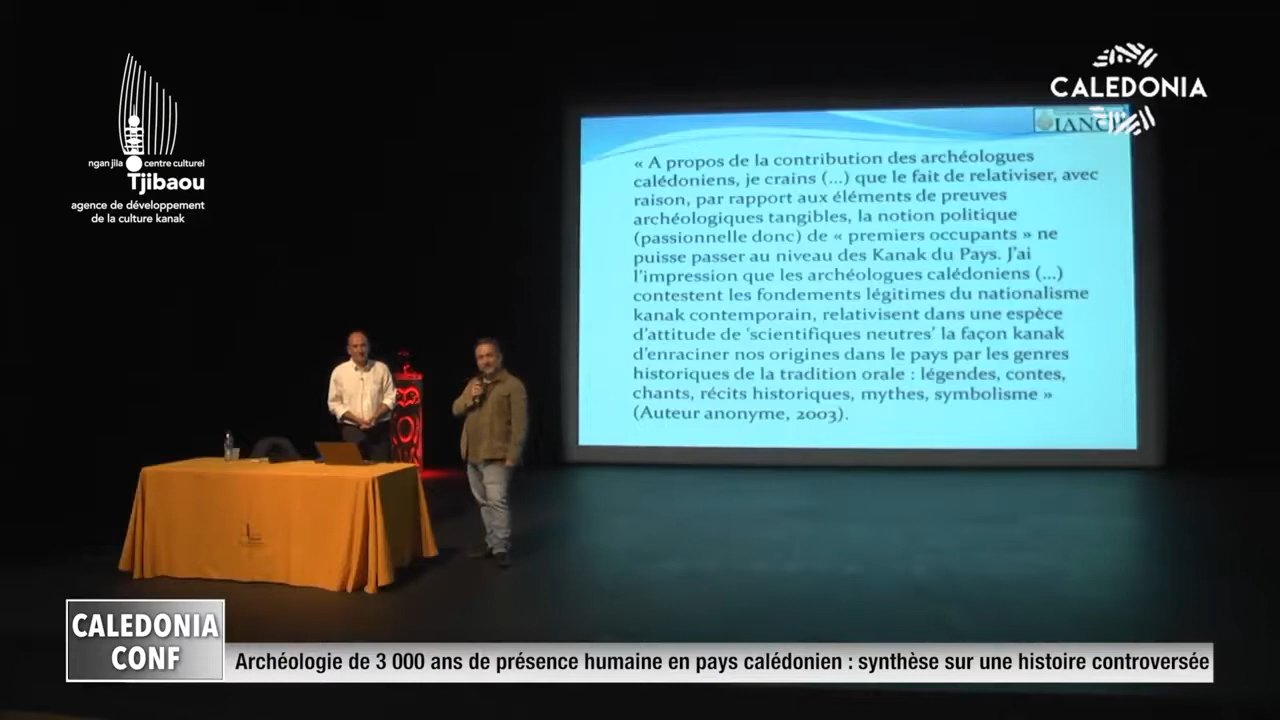 ngan jila
centre culturel
Tjibaou
agence de développement
de la culture kanak
CALEDONIA
« A propos de la contribution des archéologues
calédoniens, je crains (...) que le fait de relativiser, avec
raison, par rapport aux éléments de preuves
archéologiques tangibles, la notion politique
(passionnelle donc) de « premiers occupants » ne
puisse passer au niveau des Kanak du Pays. J'ai
l'impression que les archéologues calédoniens (...)
contestent les fondements légitimes du nationalisme
kanak contemporain, relativisent dans une espèce
d'attitude de 'scientifiques neutres' la façon kanak
d'enraciner nos origines dans le pays par les genres
historiques de la tradition orale : légendes, contes,
chants, récits historiques, mythes, symbolisme »
(Auteur anonyme, 2003).
CALEDONIA
CONF
Archéologie de 3 000 ans de présence humaine en pays calédonien : synthèse sur une histoire controversée